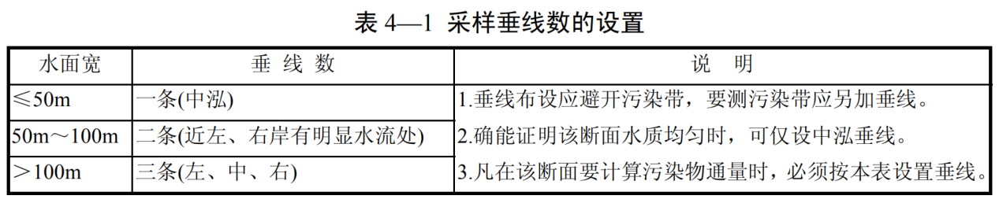 表 4—1 采样垂线数的设置
水面宽 垂 线 数 说 明
≤50m 一条(中泓) 1.垂线布设应避开污染带，要测污染带应另加垂线。
50m～100m 二条(近左、右岸有明显水流处) 2.确能证明该断面水质均匀时，可仅设中泓垂线。
＞100m 三条(左、中、右) 3.凡在该断面要计算污染物通量时，必须按本表设置垂线。